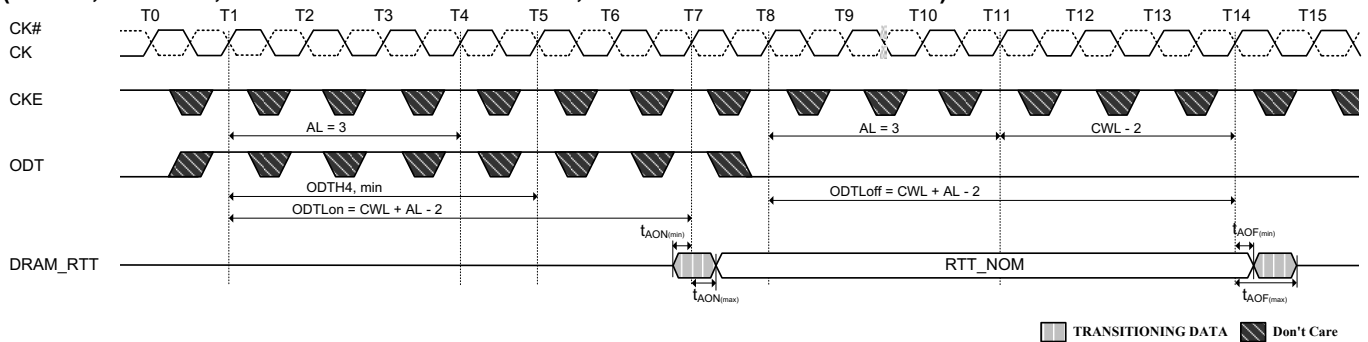 T0 T1 T2 T3 T4 T5 T6 T7 T8 T9 T10 T11 T12 T13 T14 T15
CK#
CK
CKE
AL = 3 AL = 3 CWL - 2
ODT
ODTH4, min ODTLoff = CWL + AL - 2
ODTLon = CWL + AL - 2
tAON(min) tAOF(min)
DRAM_RTT RTT_NOM
tAON(max) tAOF(max)
TRANSITIONING DATA Don't Care